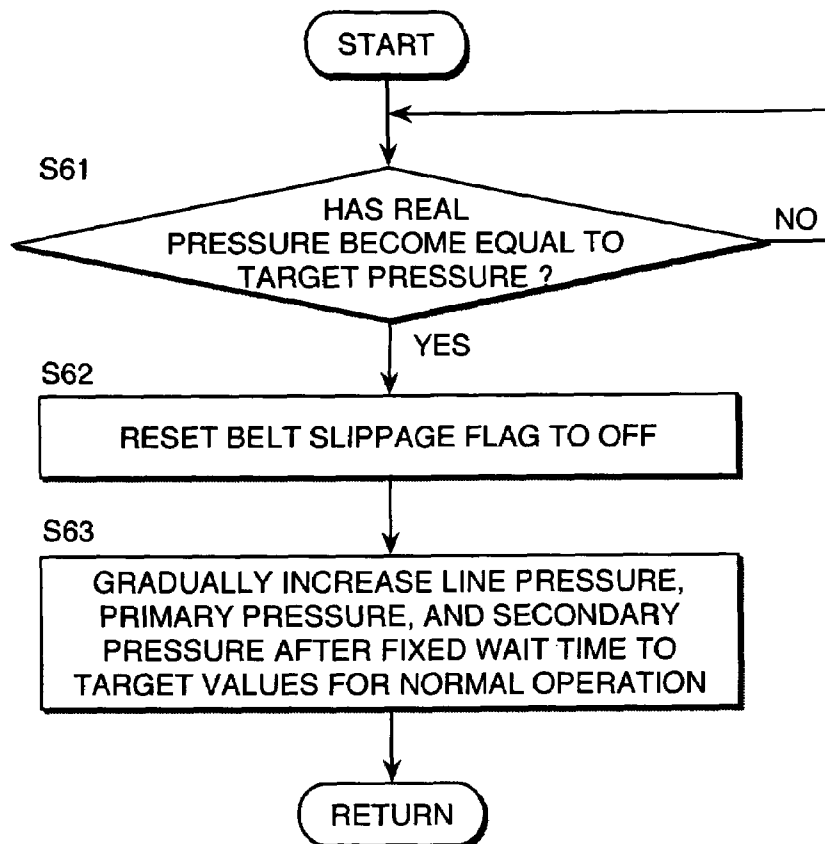 START
S61
HAS REAL
PRESSURE BECOME EQUAL TO
TARGET PRESSURE ?
NO
YES
S62
RESET BELT SLIPPAGE FLAG TO OFF
S63
GRADUALLY INCREASE LINE PRESSURE,
PRIMARY PRESSURE, AND SECONDARY
PRESSURE AFTER FIXED WAIT TIME TO
TARGET VALUES FOR NORMAL OPERATION
RETURN